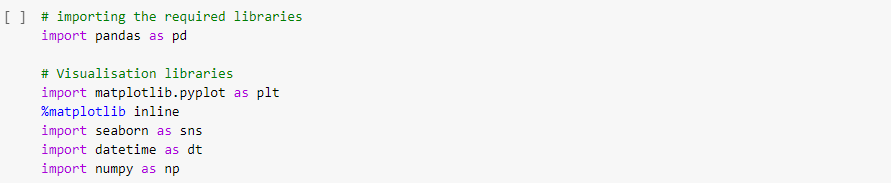 [ ] # importing the required libraries
import pandas as pd
# Visualisation libraries
import matplotlib.pyplot as plt
%matplotlib inline
import seaborn as sns
import datetime as dt
import numpy as np